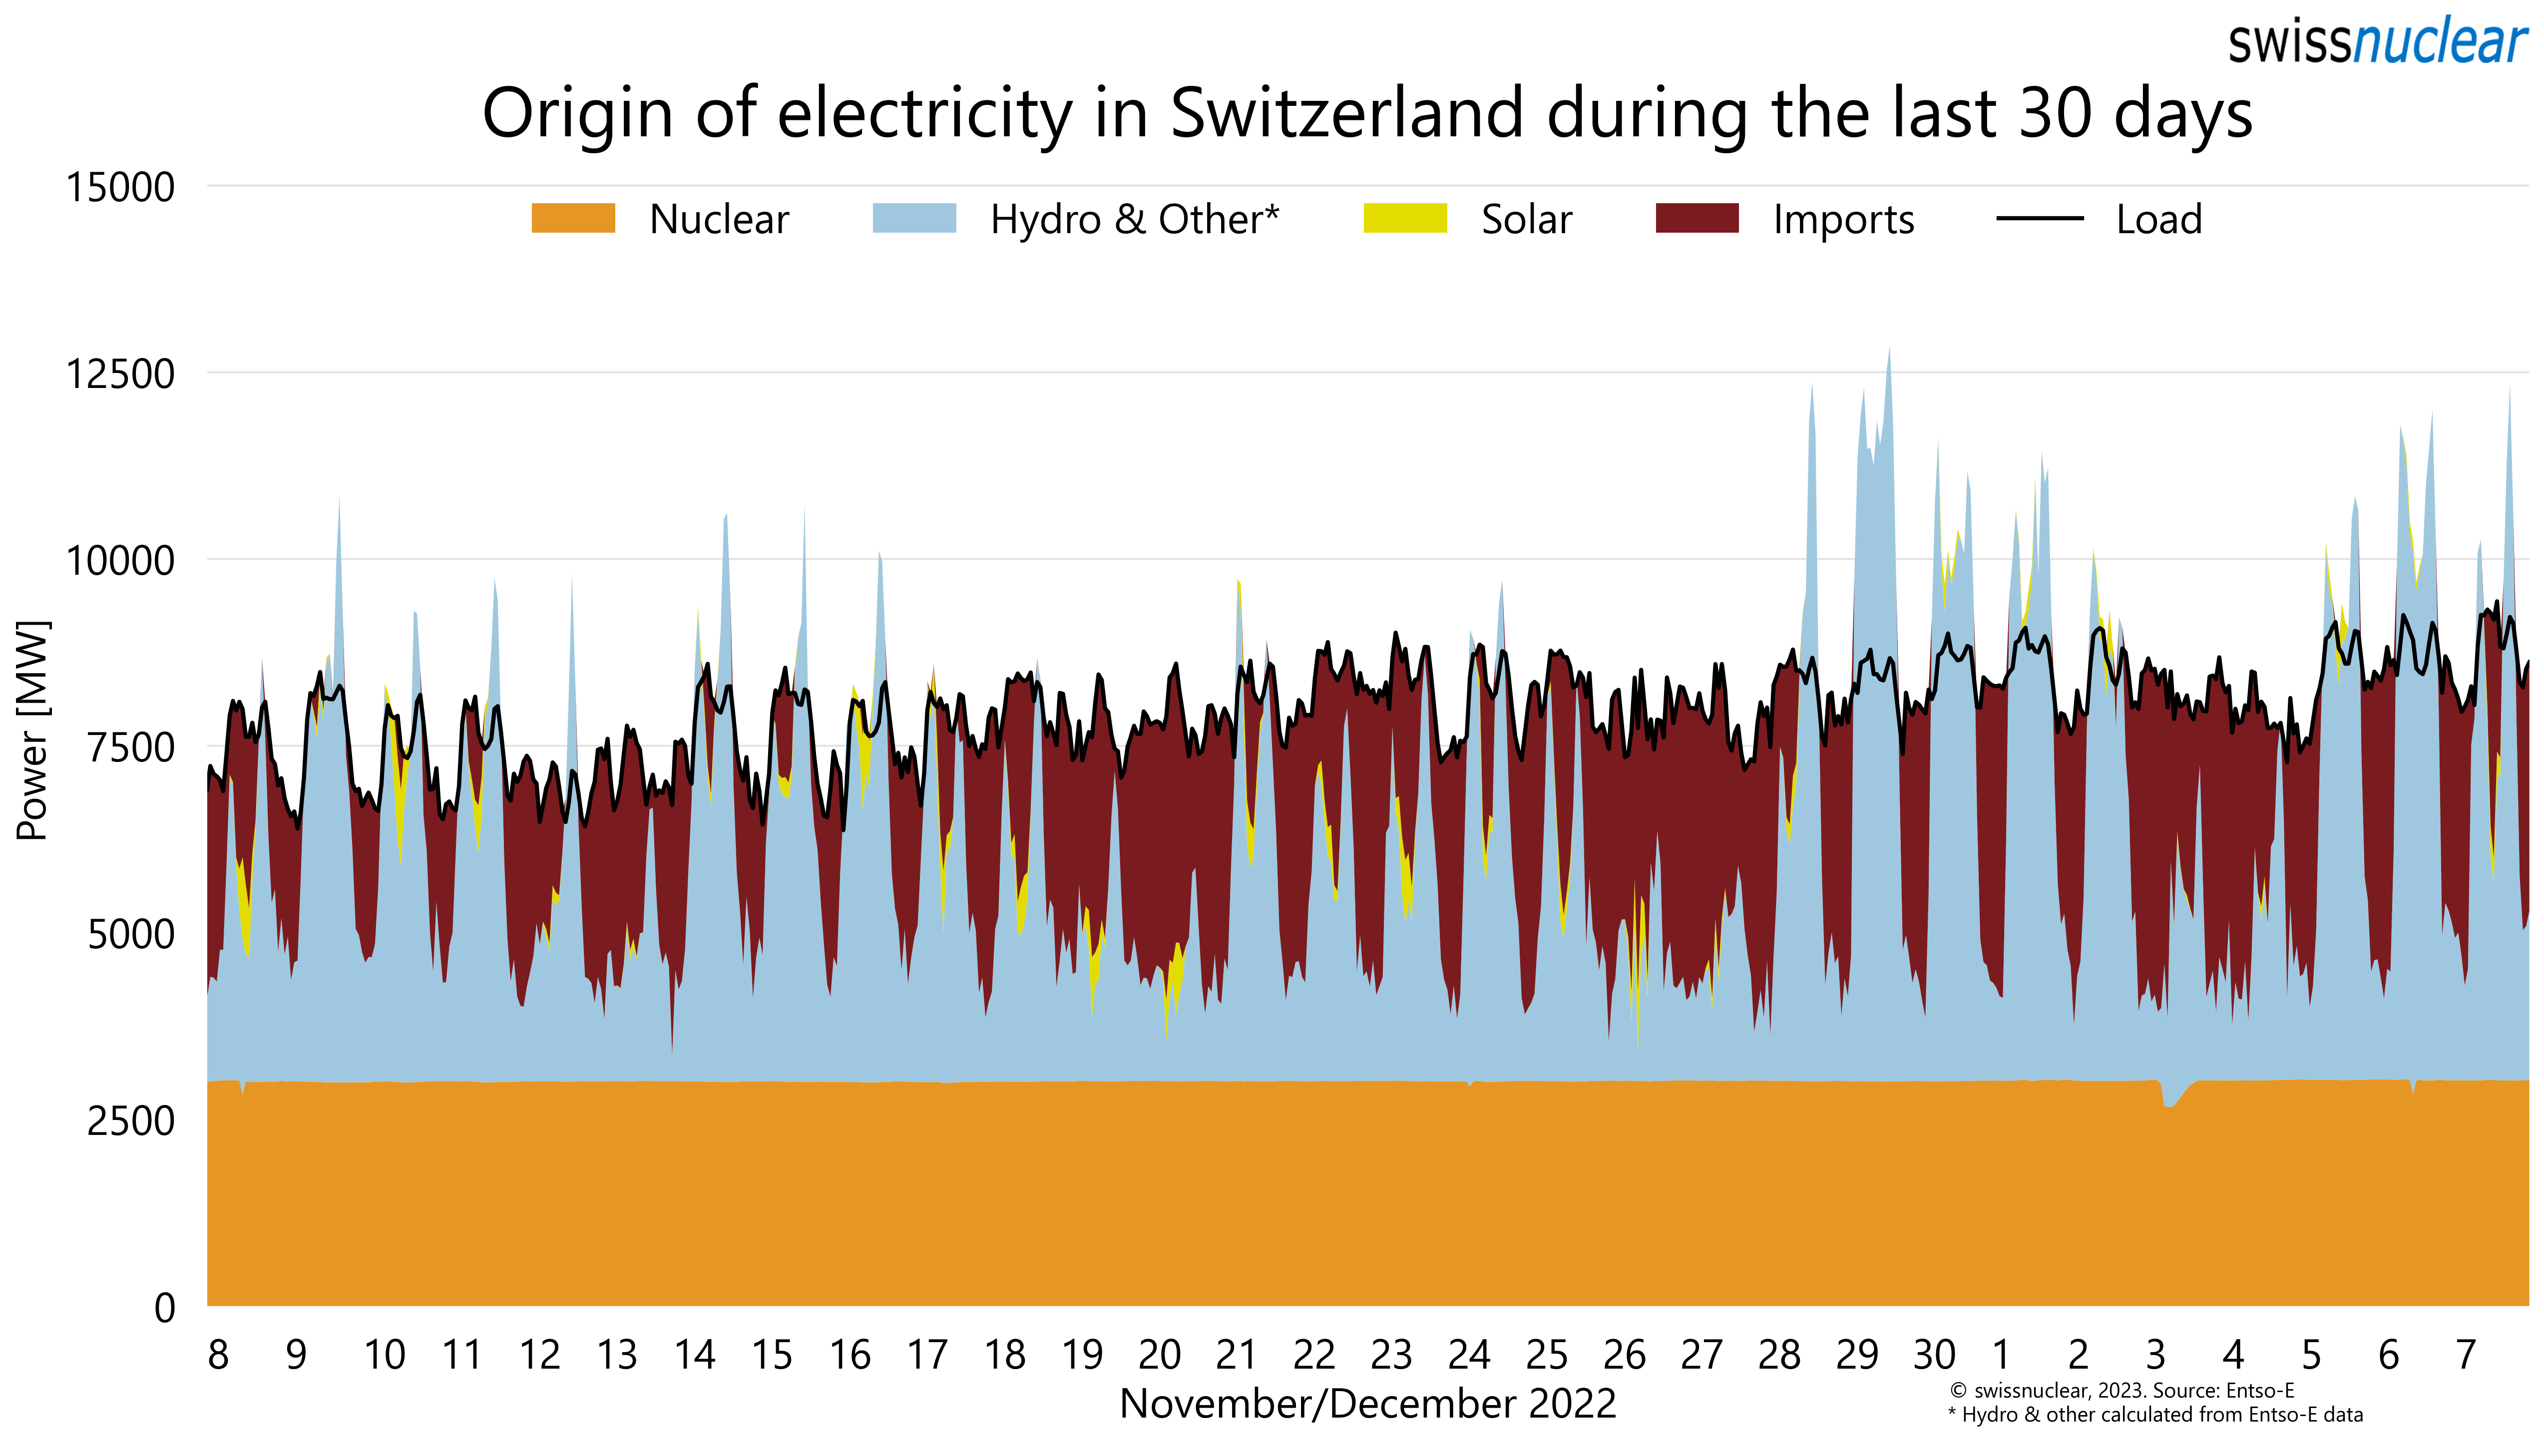 swissnuclear
Origin of electricity in Switzerland during the last 30 days
15000
Nuclear Hydro & Other* Solar Imports Load
12500
10000
7500
5000
2500
0
Power [MW]
8 9 10 11 12 13 14 15 16 17 18 19 20 21 22 23 24 25 26 27 28 29 30 1 2 3 4 5 6 7
November/December 2022
© swissnuclear, 2023. Source: Entso-E
* Hydro & other calculated from Entso-E data